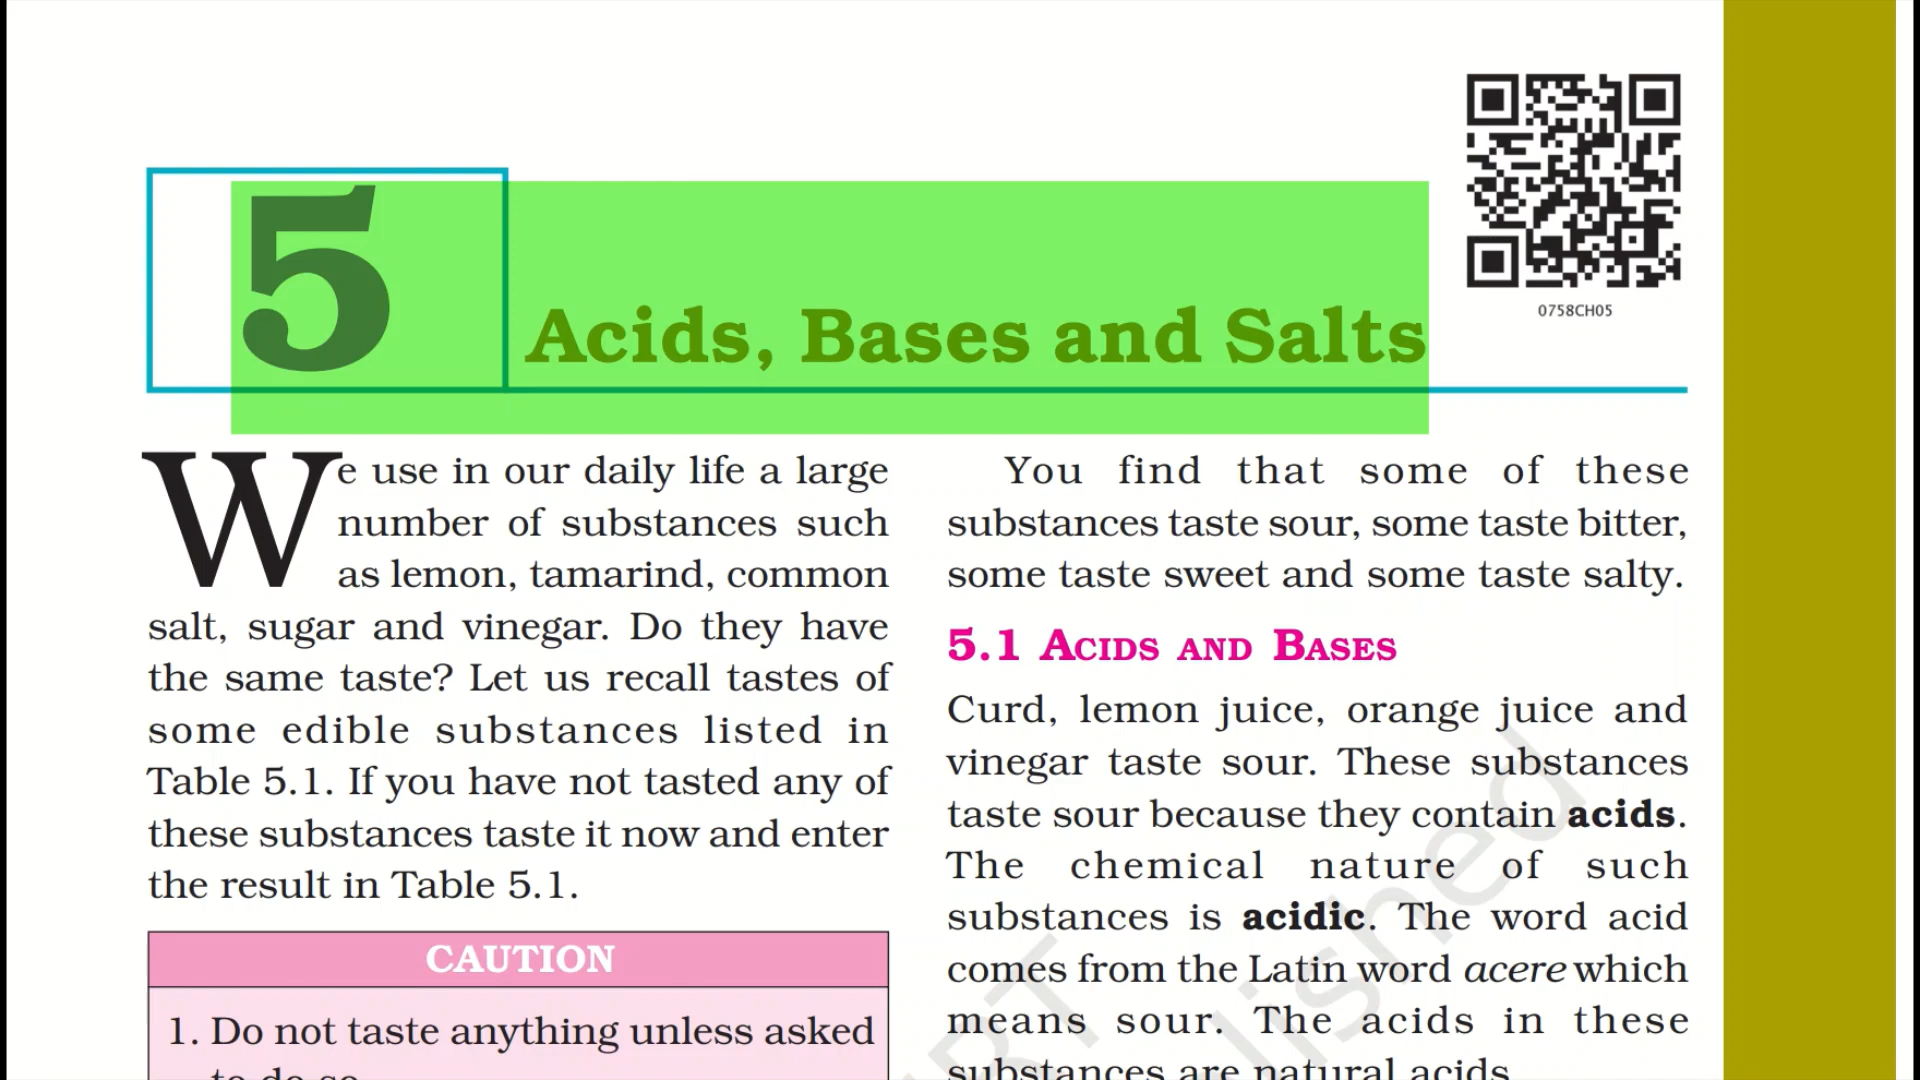 0758CH05
5
Acids, Bases and Salts
We use in our daily life a large
number of substances such
as lemon, tamarind, common
salt, sugar and vinegar. Do they have
the same taste? Let us recall tastes of
some edible substances listed in
Table 5.1. If you have not tasted any of
these substances taste it now and enter
the result in Table 5.1.
CAUTION
1. Do not taste anything unless asked
to do so.
You find that some of these
substances taste sour, some taste bitter,
some taste sweet and some taste salty.
5.1 ACIDS AND BASES
Curd, lemon juice, orange juice and
vinegar taste sour. These substances
taste sour because they contain acids.
The chemical nature of such
substances is acidic. The word acid
comes from the Latin word acere which
means sour. The acids in these
substances are natural acids.